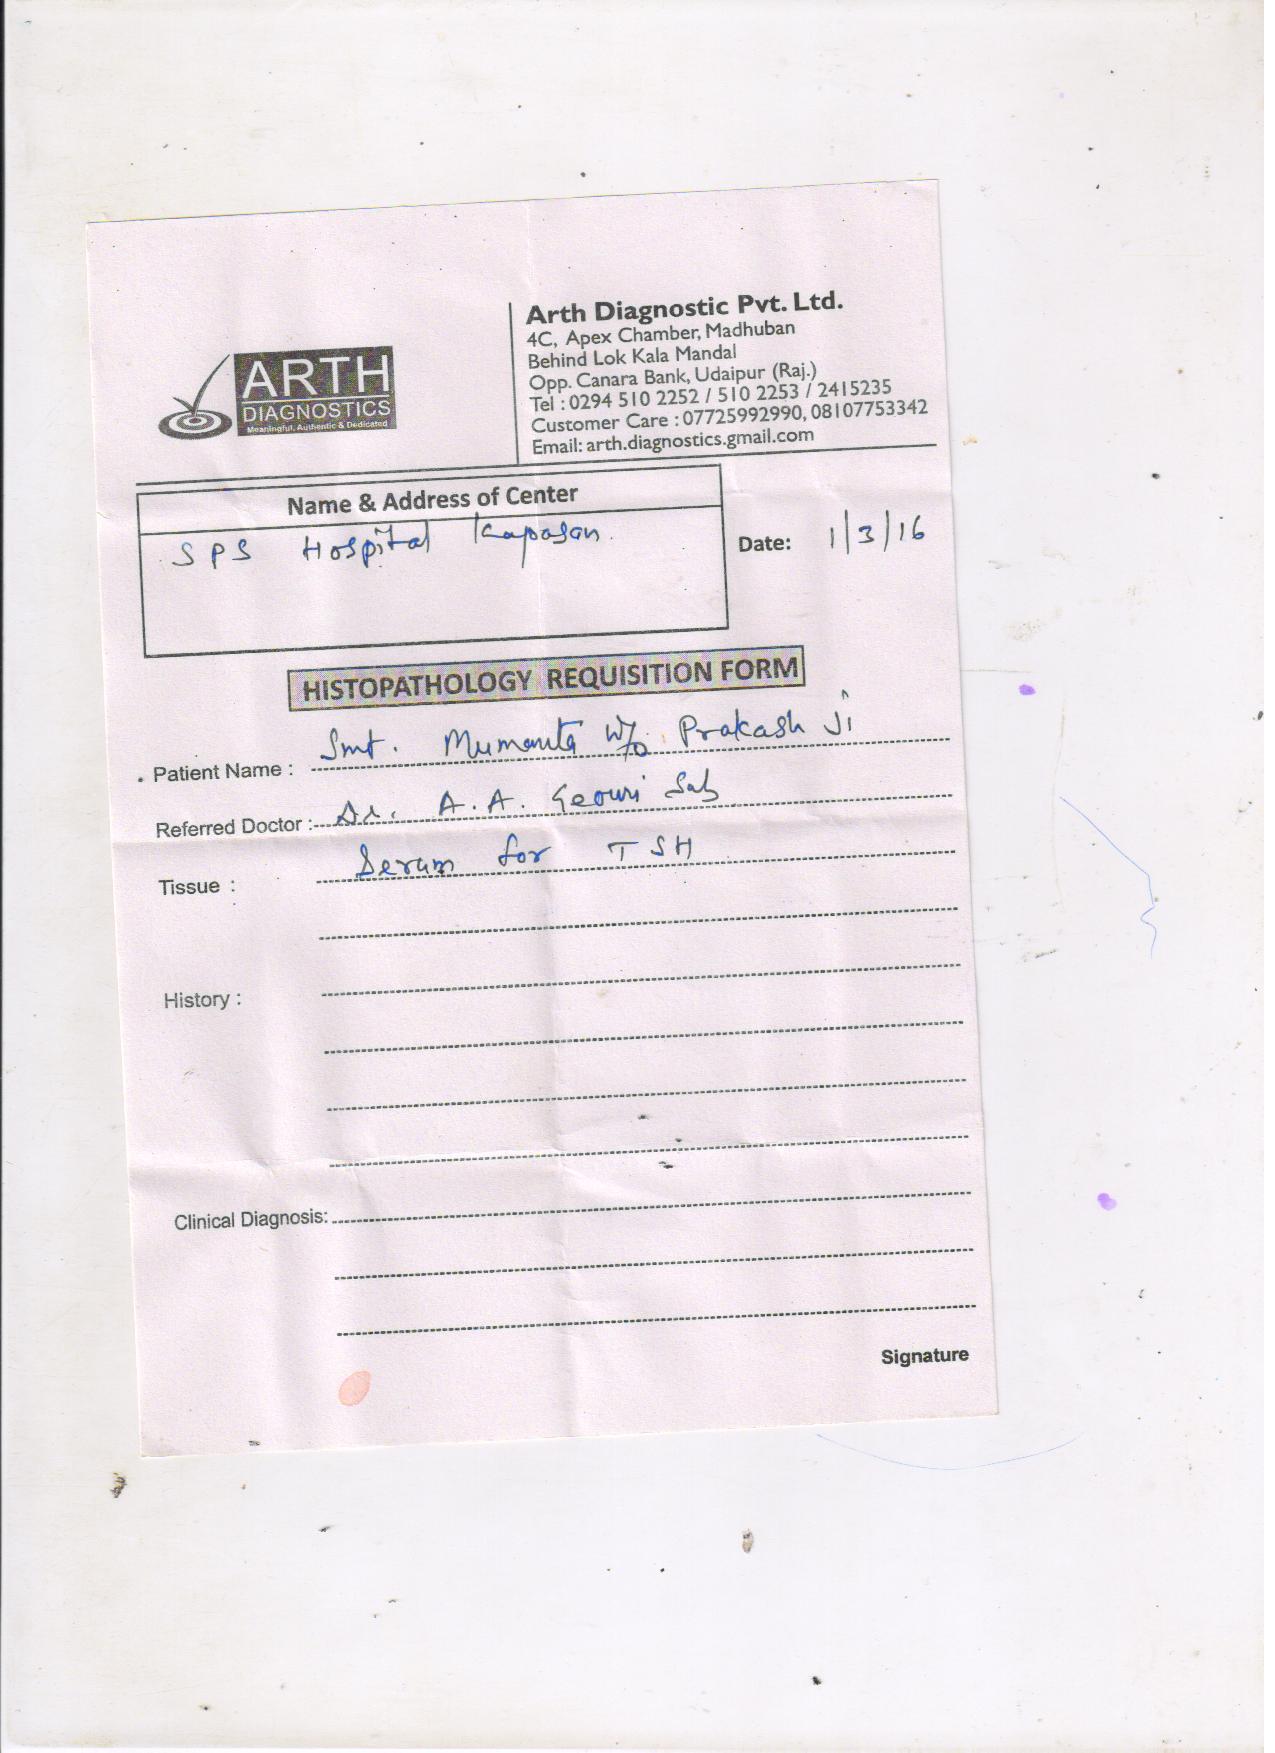 ARTH
DIAGNOSTICS
Meaningful, Authentic & Dedicated
Arth Diagnostic Pvt. Ltd.
4C, Apex Chamber, Madhuban
Behind Lok Kala Mandal
Opp. Canara Bank, Udaipur (Raj.)
Tel : 0294 510 2252 / 510 2253 / 2415235
Customer Care : 07725992990, 08107753342
Email: arth.diagnostics.gmail.com
Name & Address of Center
SPS Hospital Kapasan
Date: 1/3/16
HISTOPATHOLOGY REQUISITION FORM
Patient Name : Smt. Mumanta W/o Prakash Ji
Referred Doctor : Dr. A.A. Geouri Sab
Tissue : Serum for TSH
History :
Clinical Diagnosis:
Signature